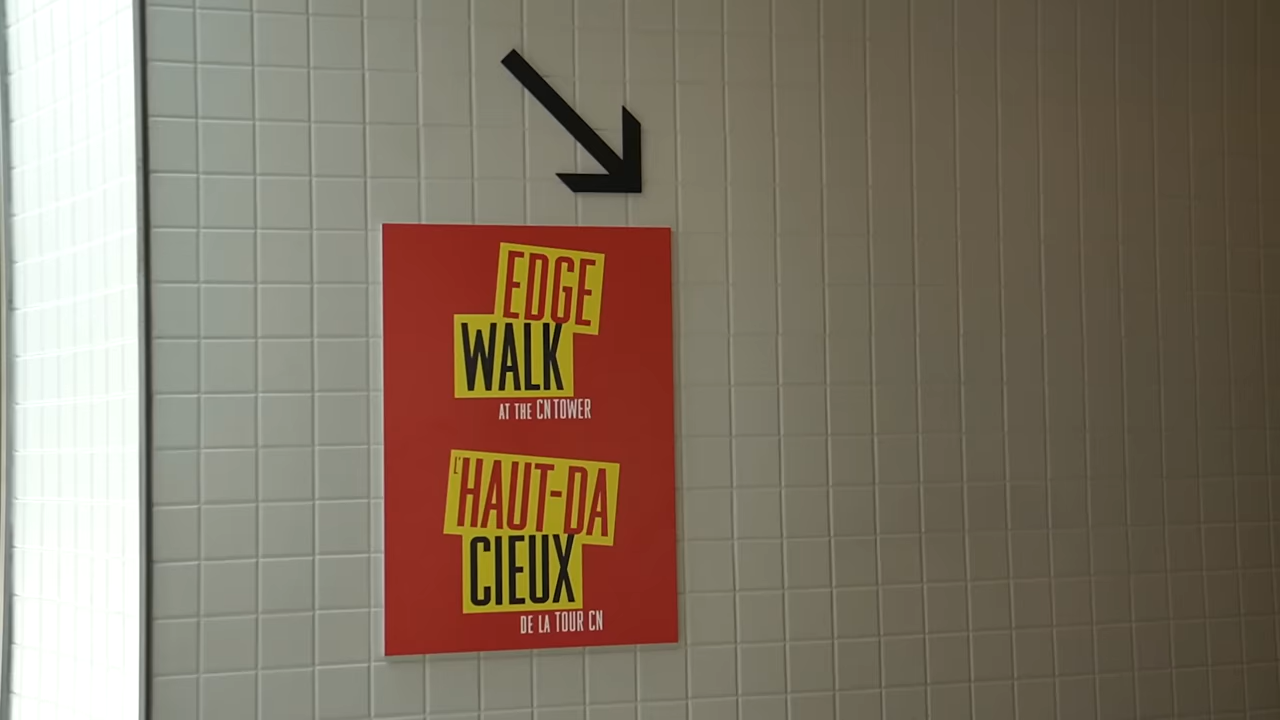 EDGE
WALK
AT THE CN TOWER
L'HAUT-DA
CIEUX
DE LA TOUR CN